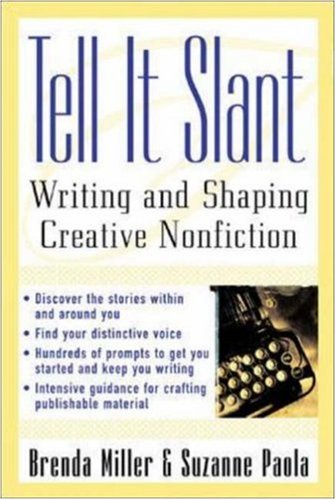 Tell It Slant
Writing and Shaping
Creative Nonfiction
• Discover the stories within
and around you
• Find your distinctive voice
• Hundreds of prompts to get you
started and keep you writing
• Intensive guidance for crafting
publishable material
Brenda Miller & Suzanne Paola